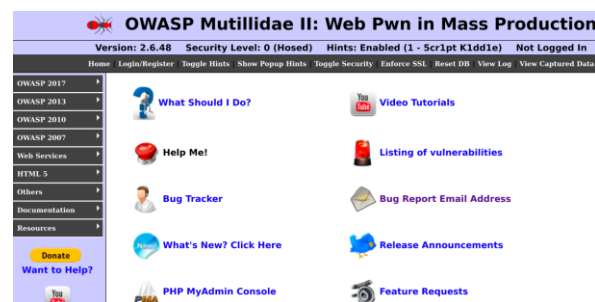 OWASP Mutillidae II: Web Pwn in Mass Production
Version: 2.6.48 Security Level: 0 (Hosed) Hints: Enabled (1 - 5cr1pt K1dd1e) Not Logged In
Home | Login/Register | Toggle Hints | Show Popup Hints | Toggle Security | Enforce SSL | Reset DB | View Log | View Captured Data
OWASP 2017
OWASP 2013
OWASP 2010
OWASP 2007
Web Services
HTML 5
Others
Documentation
Resources
Donate
Want to Help?
You
What Should I Do?
You
Tube
Video Tutorials
Help Me!
Listing of vulnerabilities
Bug Tracker
Bug Report Email Address
New!
What's New? Click Here
Release Announcements
PMA
PHP MyAdmin Console
Feature Requests